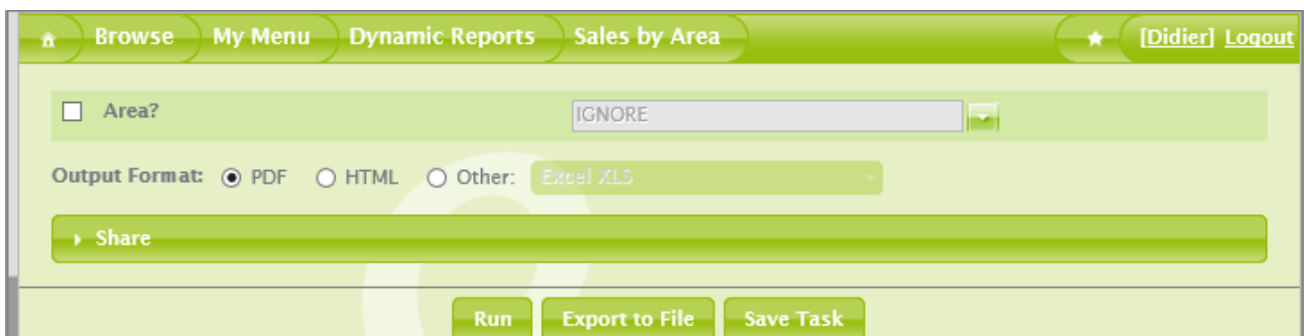 Browse My Menu Dynamic Reports Sales by Area [Didier] Logout
Area? IGNORE
Output Format: PDF HTML Other: Excel XLS
Share
Run Export to File Save Task